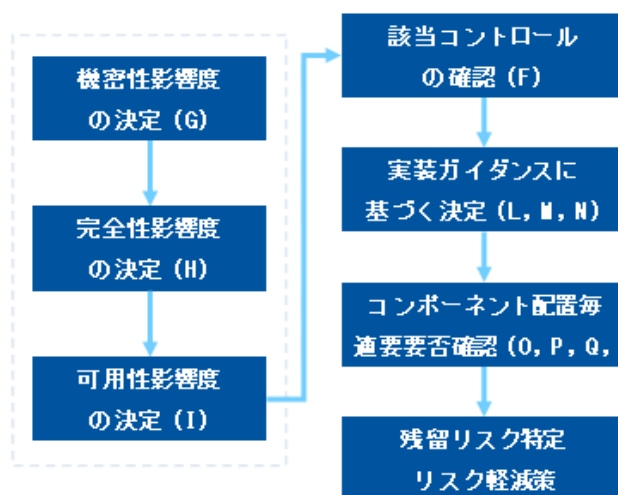 機密性影響度
の決定 (G)
完全性影響度
の決定 (H)
可用性影響度
の決定 (I)
該当コントロール
の確認 (F)
実装ガイダンスに
基づく決定 (L, M, N)
コンポーネント配置毎
連要要否確認 (O, P, Q,
残留リスク特定
リスク軽減策